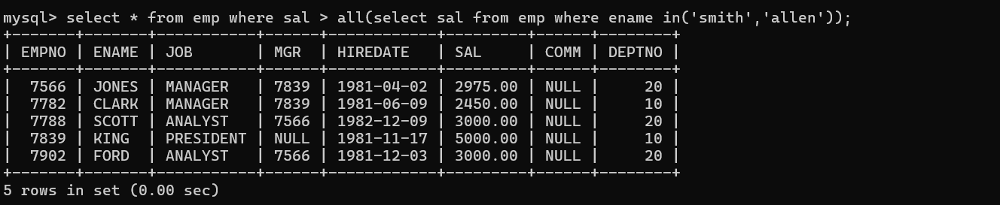 mysql> select * from emp where sal > all(select sal from emp where ename in('smith','allen'));
+-------+-------+-----------+------+------------+---------+------+--------+
| EMPNO | ENAME | JOB       | MGR  | HIREDATE   | SAL     | COMM | DEPTNO |
+-------+-------+-----------+------+------------+---------+------+--------+
|  7566 | JONES | MANAGER   | 7839 | 1981-04-02 | 2975.00 | NULL |     20 |
|  7782 | CLARK | MANAGER   | 7839 | 1981-06-09 | 2450.00 | NULL |     10 |
|  7788 | SCOTT | ANALYST   | 7566 | 1982-12-09 | 3000.00 | NULL |     20 |
|  7839 | KING  | PRESIDENT | NULL | 1981-11-17 | 5000.00 | NULL |     10 |
|  7902 | FORD  | ANALYST   | 7566 | 1981-12-03 | 3000.00 | NULL |     20 |
+-------+-------+-----------+------+------------+---------+------+--------+
5 rows in set (0.00 sec)